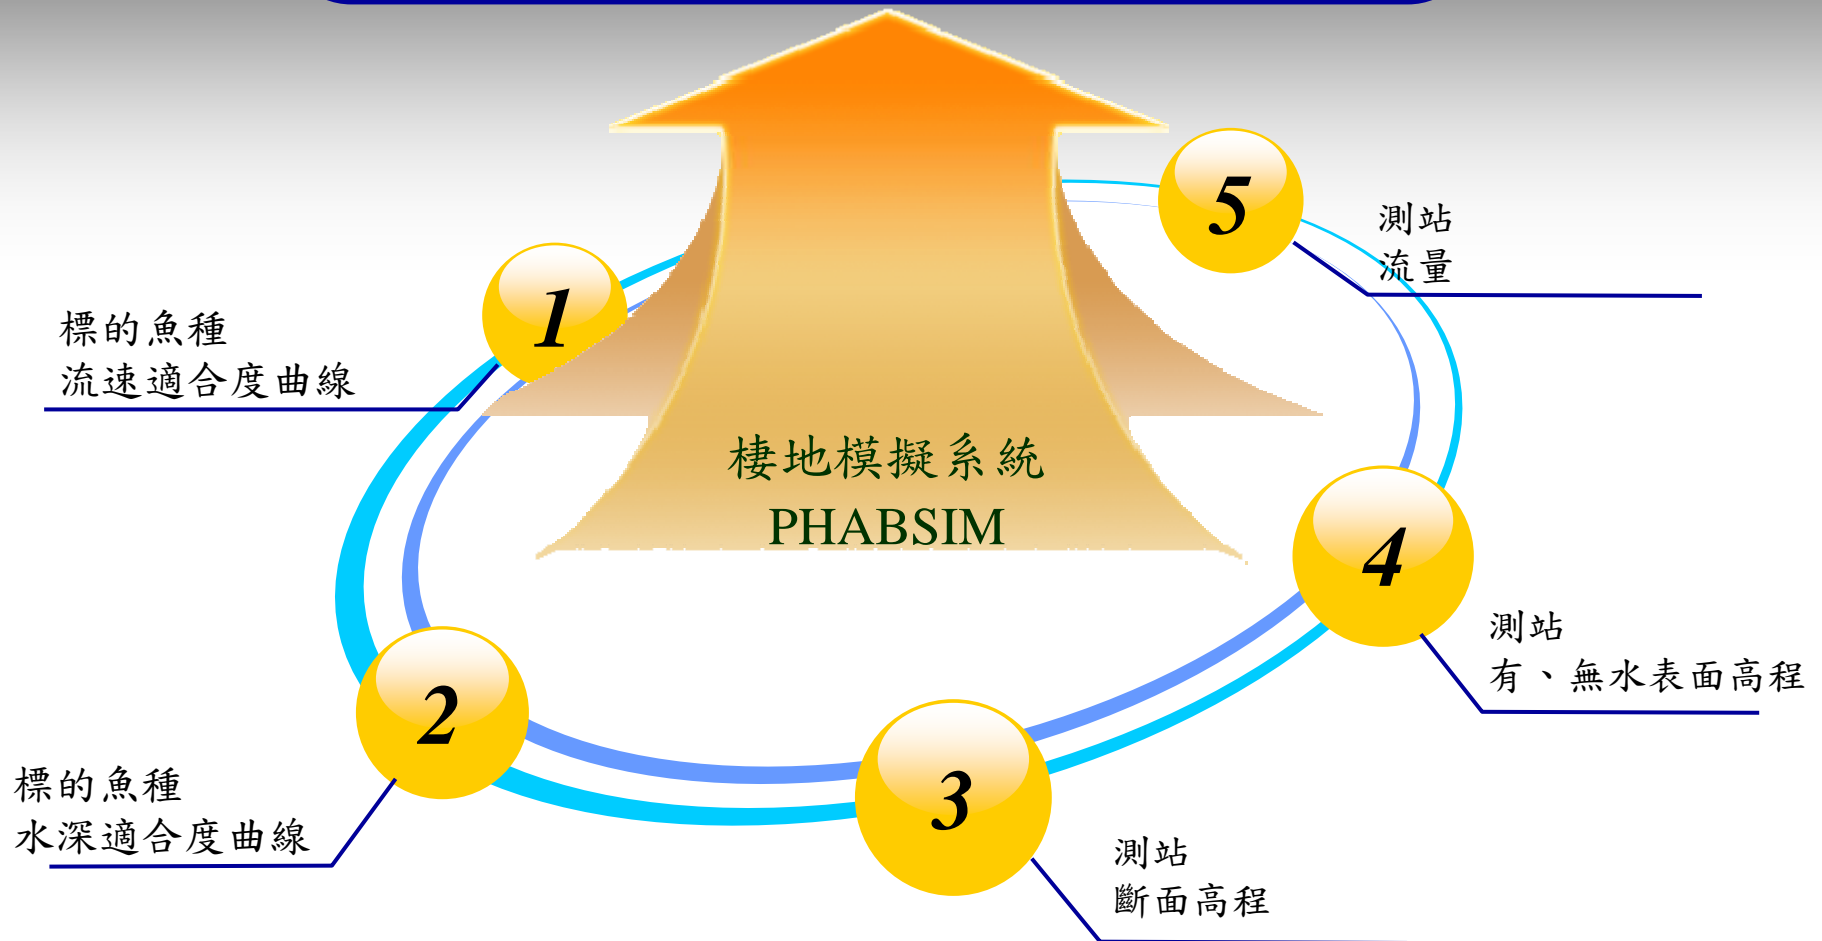 1
標的魚種
流速適合度曲線
2
標的魚種
水深適合度曲線
3
測站
斷面高程
4
測站
有、無水表面高程
5
測站
流量
棲地模擬系統
PHABSIM